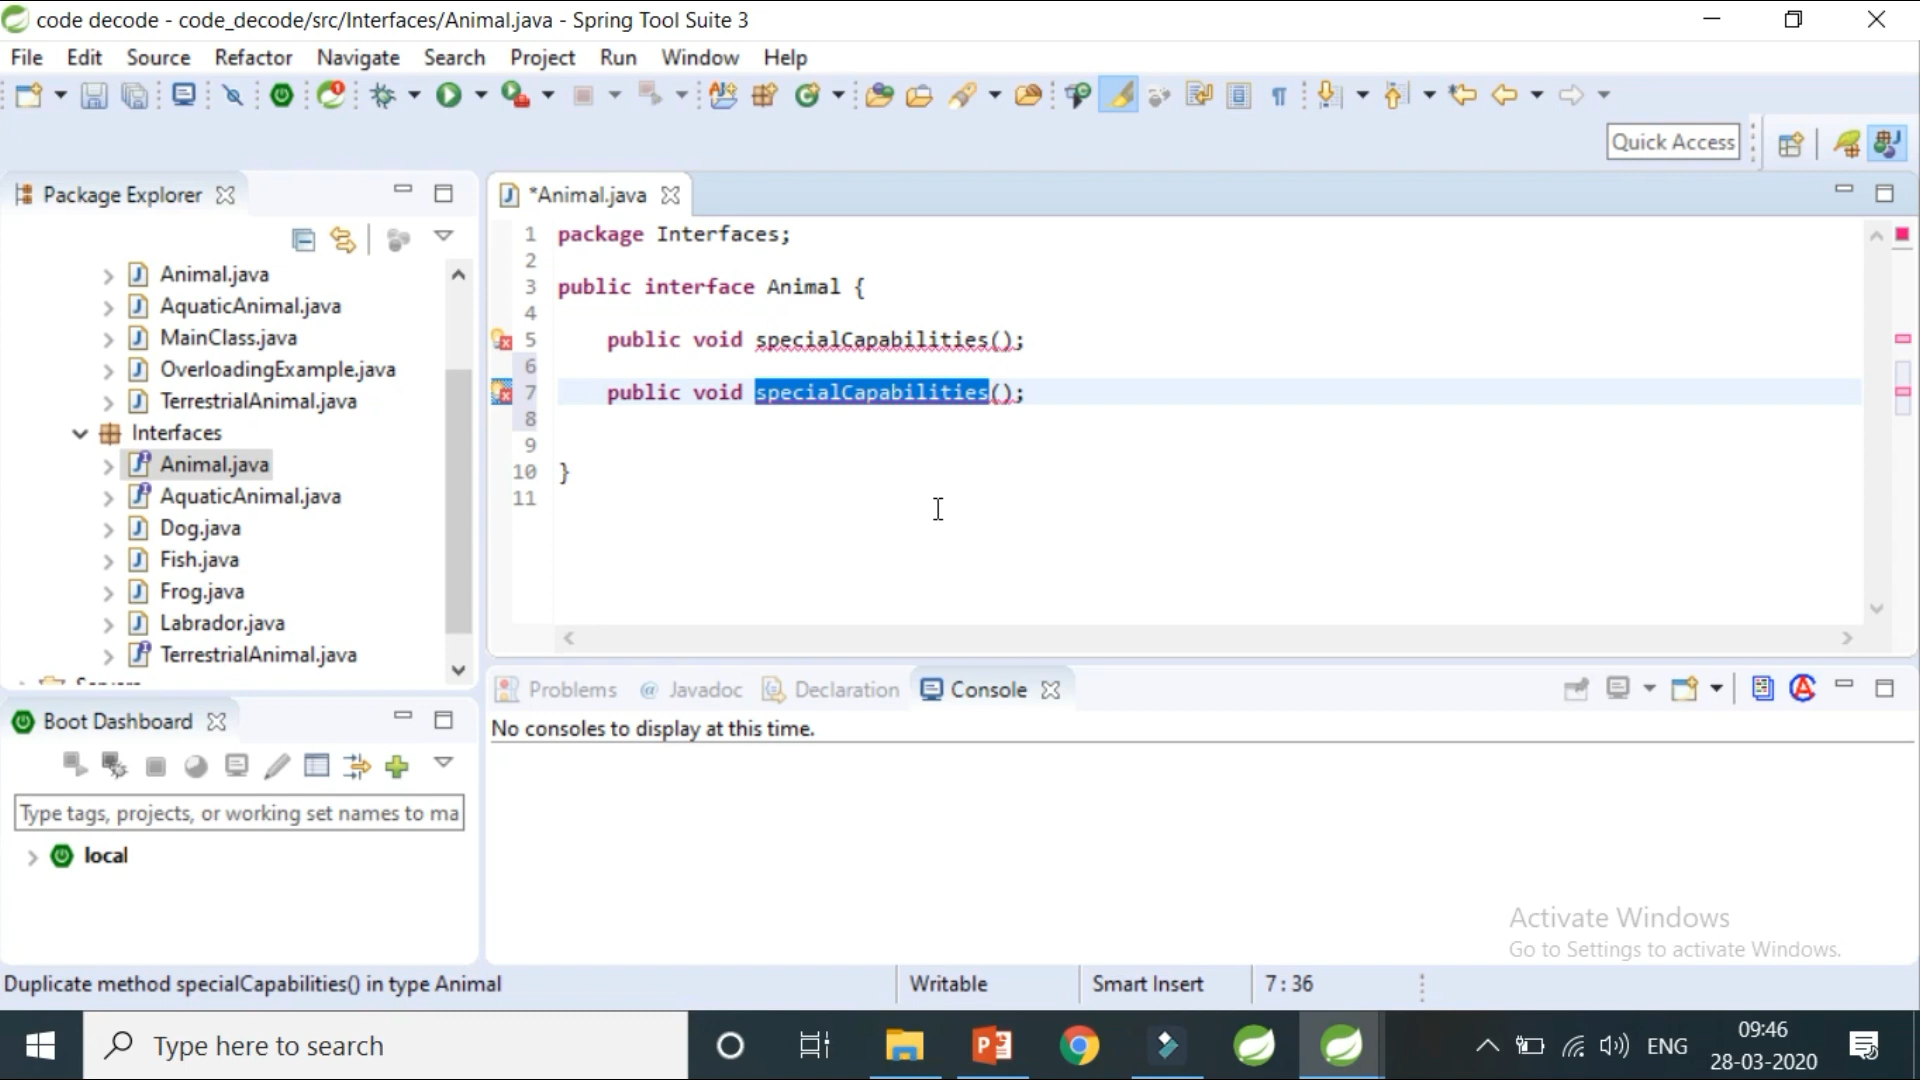 code decode - code_decode/src/Interfaces/Animal.java - Spring Tool Suite 3
File Edit Source Refactor Navigate Search Project Run Window Help
Quick Access
Package Explorer
Animal.java
AquaticAnimal.java
MainClass.java
OverloadingExample.java
TerrestrialAnimal.java
Interfaces
Animal.java
AquaticAnimal.java
Dog.java
Fish.java
Frog.java
Labrador.java
TerrestrialAnimal.java
*Animal.java
1 package Interfaces;
2
3 public interface Animal {
4
5 public void specialCapabilities();
6
7 public void specialCapabilities();
8
9
10 }
11
Problems @ Javadoc Declaration Console
No consoles to display at this time.
Boot Dashboard
Type tags, projects, or working set names to ma
local
Activate Windows
Go to Settings to activate Windows.
Duplicate method specialCapabilities() in type Animal Writable Smart Insert 7 : 36
Type here to search
ENG
09:46
28-03-2020